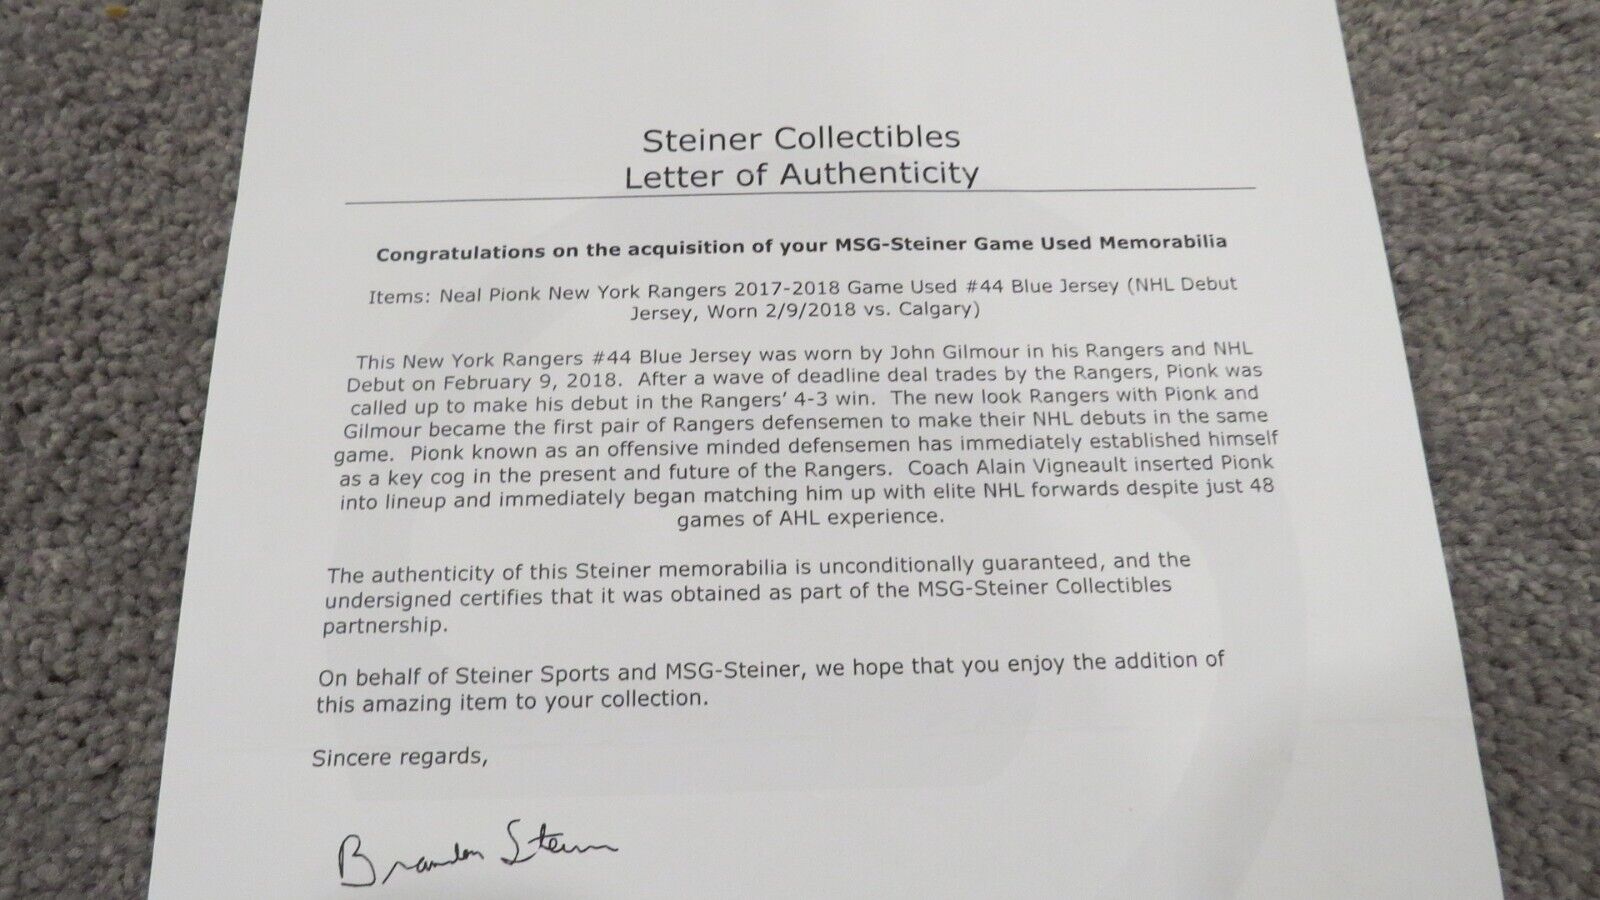 Steiner Collectibles
Letter of Authenticity
Congratulations on the acquisition of your MSG-Steiner Game Used Memorabilia
Items: Neal Pionk New York Rangers 2017-2018 Game Used #44 Blue Jersey (NHL Debut
Jersey, Worn 2/9/2018 vs. Calgary)
This New York Rangers #44 Blue Jersey was worn by John Gilmour in his Rangers and NHL
Debut on February 9, 2018. After a wave of deadline deal trades by the Rangers, Pionk was
called up to make his debut in the Rangers' 4-3 win. The new look Rangers with Pionk and
Gilmour became the first pair of Rangers defensemen to make their NHL debuts in the same
game. Pionk known as an offensive minded defensemen has immediately established himself
as a key cog in the present and future of the Rangers. Coach Alain Vigneault inserted Pionk
into lineup and immediately began matching him up with elite NHL forwards despite just 48
games of AHL experience.
The authenticity of this Steiner memorabilia is unconditionally guaranteed, and the
undersigned certifies that it was obtained as part of the MSG-Steiner Collectibles
partnership.
On behalf of Steiner Sports and MSG-Steiner, we hope that you enjoy the addition of
this amazing item to your collection.
Sincere regards,
Brandon Steiner